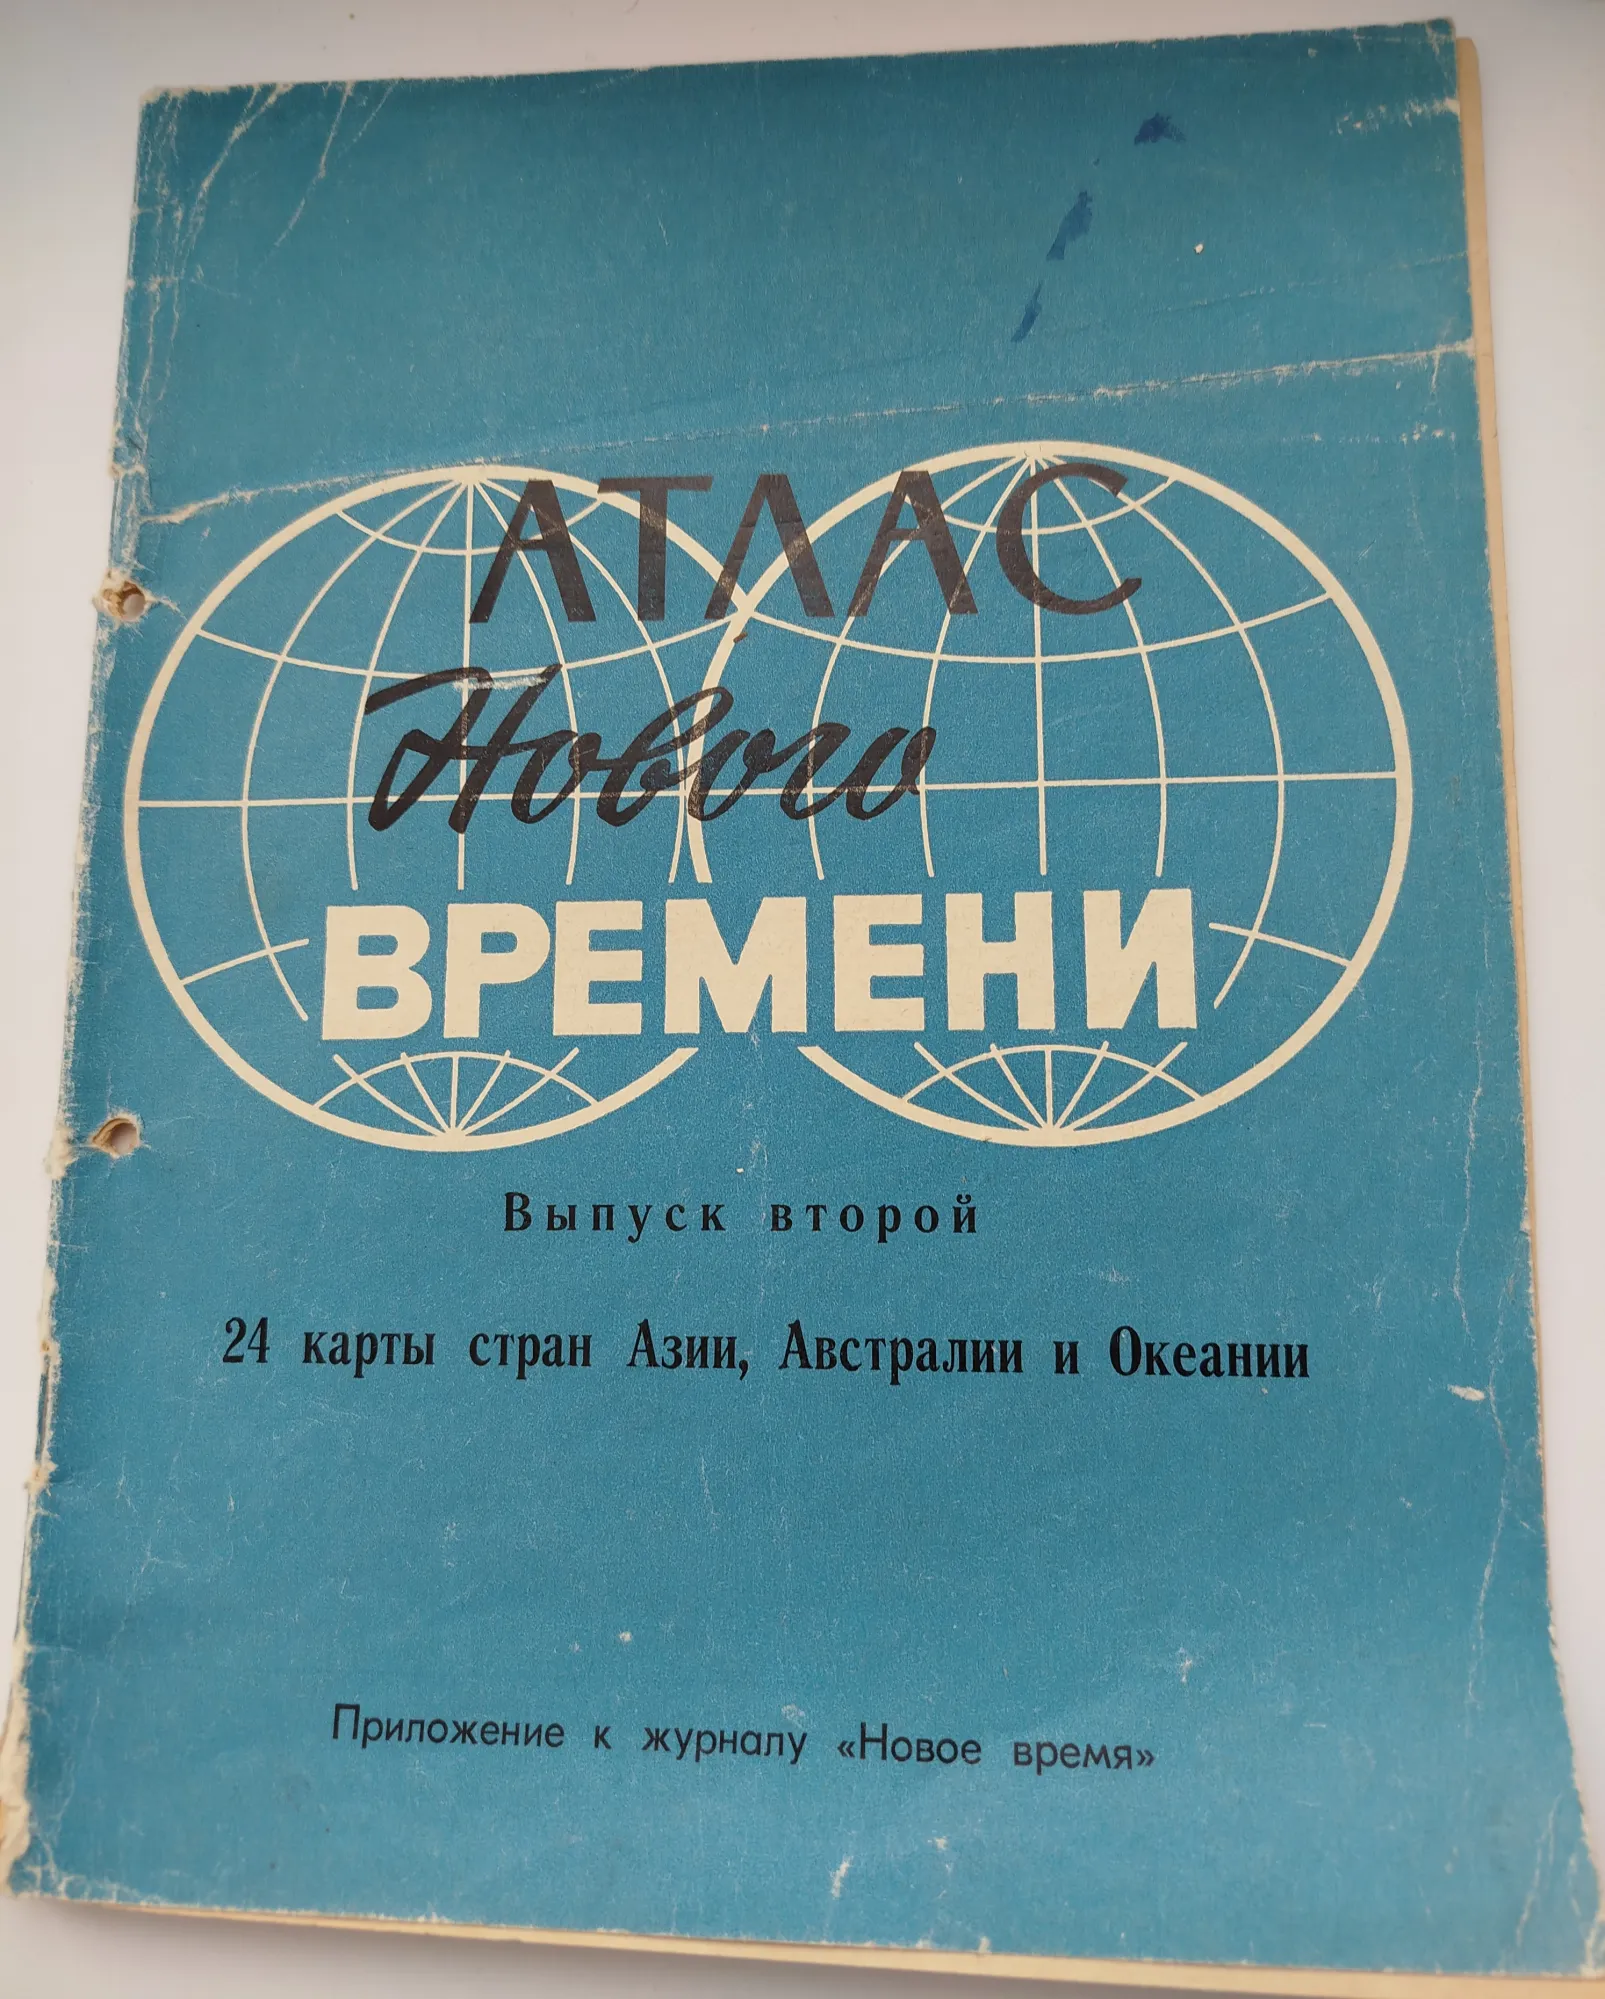 АТЛАС
Нового
ВРЕМЕНИ
Выпуск второй
24 карты стран Азии, Австралии и Океании
Приложение к журналу «Новое время»